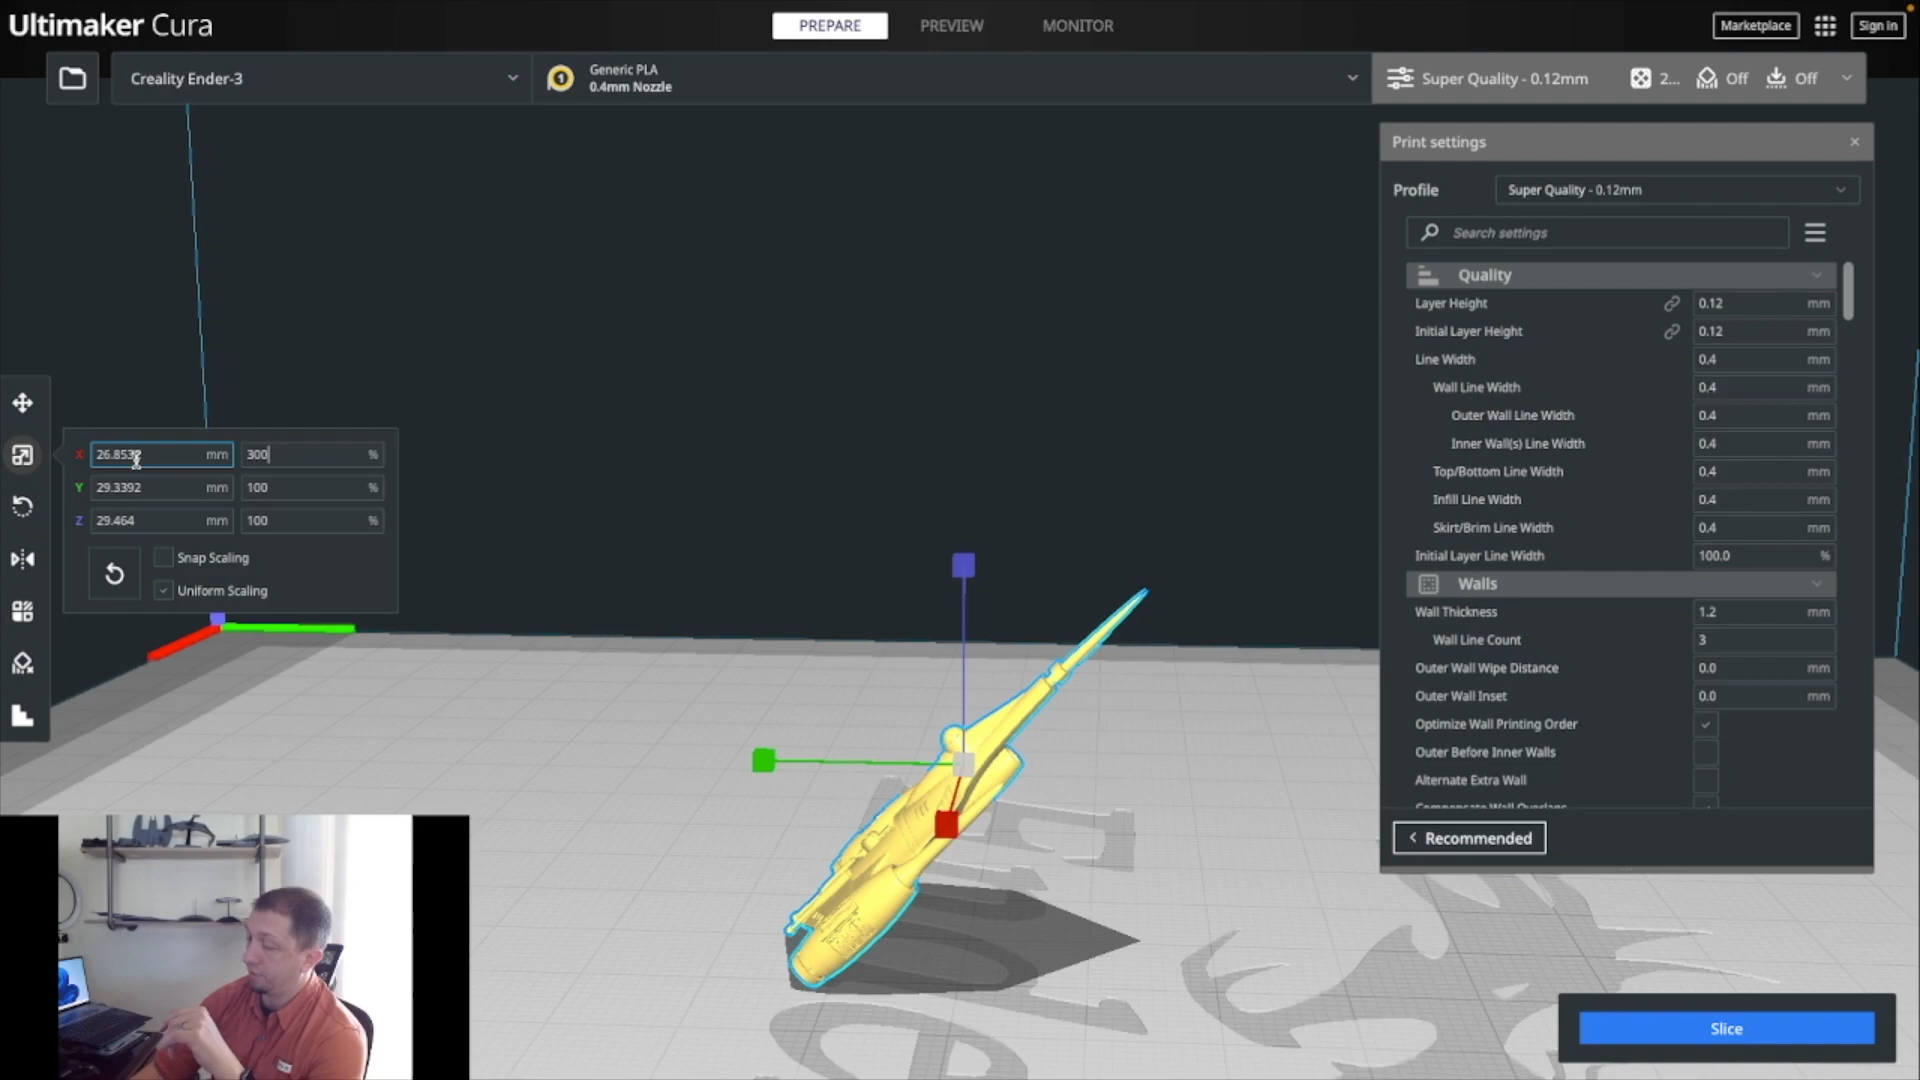 Ultimaker Cura
PREPARE
PREVIEW
MONITOR
Marketplace
Sign in
Creality Ender-3
1
Generic PLA
0.4mm Nozzle
Super Quality - 0.12mm
2...
Off
Off
Print settings
Profile
Super Quality - 0.12mm
Search settings
Quality
Layer Height 0.12 mm
Initial Layer Height 0.12 mm
Line Width 0.4 mm
Wall Line Width 0.4 mm
Outer Wall Line Width 0.4 mm
Inner Wall(s) Line Width 0.4 mm
Top/Bottom Line Width 0.4 mm
Infill Line Width 0.4 mm
Skirt/Brim Line Width 0.4 mm
Initial Layer Line Width 100.0 %
Walls
Wall Thickness 1.2 mm
Wall Line Count 3
Outer Wall Wipe Distance 0.0 mm
Outer Wall Inset 0.0 mm
Optimize Wall Printing Order
Outer Before Inner Walls
Alternate Extra Wall
Compensate Wall Overlaps
Recommended
X 26.8532 mm 300 %
Y 29.3392 mm 100 %
Z 29.464 mm 100 %
Snap Scaling
Uniform Scaling
Slice